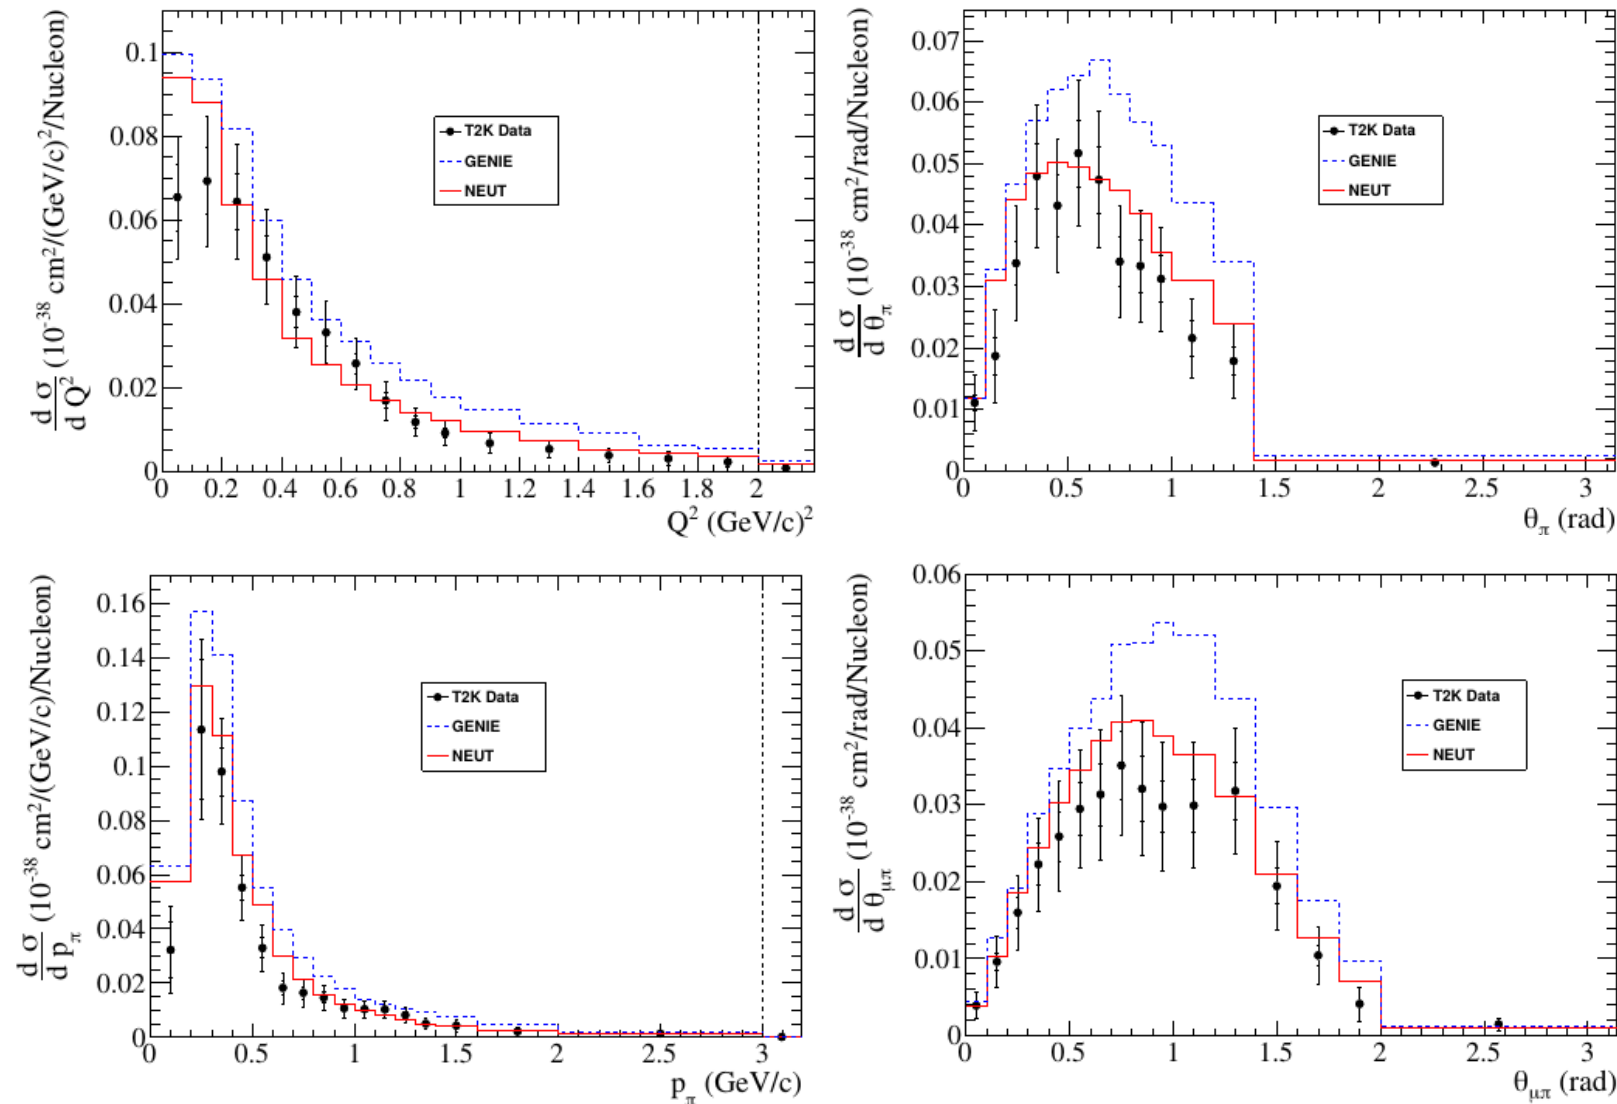 dσ/dQ² (10⁻³⁸ cm²/(GeV/c)²/Nucleon)
0.1
0.08
0.06
0.04
0.02
0
T2K Data
GENIE
NEUT
0 0.2 0.4 0.6 0.8 1 1.2 1.4 1.6 1.8 2
Q² (GeV/c)²
dσ/dθπ (10⁻³⁸ cm²/rad/Nucleon)
0.07
0.06
0.05
0.04
0.03
0.02
0.01
0
T2K Data
GENIE
NEUT
0 0.5 1 1.5 2 2.5 3
θπ (rad)
dσ/dpπ (10⁻³⁸ cm²/(GeV/c)/Nucleon)
0.16
0.14
0.12
0.1
0.08
0.06
0.04
0.02
0
T2K Data
GENIE
NEUT
0 0.5 1 1.5 2 2.5 3
pπ (GeV/c)
dσ/dθμπ (10⁻³⁸ cm²/rad/Nucleon)
0.06
0.05
0.04
0.03
0.02
0.01
0
T2K Data
GENIE
NEUT
0 0.5 1 1.5 2 2.5 3
θμπ (rad)